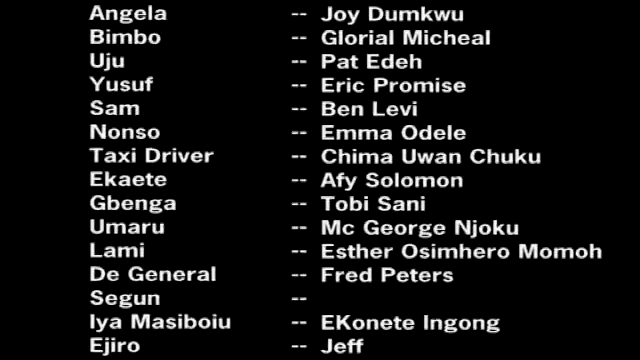 Angela -- Joy Dumkwu
Bimbo -- Glorial Micheal
Uju -- Pat Edeh
Yusuf -- Eric Promise
Sam -- Ben Levi
Nonso -- Emma Odele
Taxi Driver -- Chima Uwan Chuku
Ekaete -- Afy Solomon
Gbenga -- Tobi Sani
Umaru -- Mc George Njoku
Lami -- Esther Osimhero Momoh
De General -- Fred Peters
Segun --
Iya Masiboiu -- EKonete Ingong
Ejiro -- Jeff